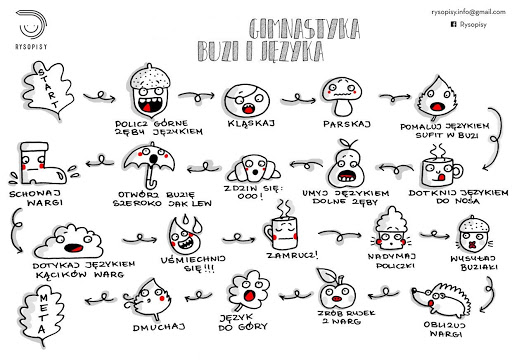 RYSOPISY
GIMNASTYKA
BUZI I JĘZYKA
rysopisy.info@gmail.com
Rysopisy
START
POLICZ GÓRNE
ZĘBY JĘZYKIEM
KLĄSKAJ
PARSKAJ
POMALUJ JĘZYKIEM
SUFIT W BUZI
SCHOWAJ
WARGI
OTWÓRZ BUZIĘ
SZEROKO JAK LEW
ZDZIW SIĘ:
OOO!
UMYJ JĘZYKIEM
DOLNE ZĘBY
DOTKNIJ JĘZYKIEM
DO NOSA
DOTYKAJ JĘZYKIEM
KĄCIKÓW WARG
UŚMIECHNIJ
SIĘ!!!
ZAMRUCZ!
NADYMAJ
POLICZKI
WYSYŁAJ
BUZIAKI
META
DMUCHAJ
JĘZYK
DO GÓRY
ZRÓB RYJEK
Z WARG
OBLIZUJ
WARGI